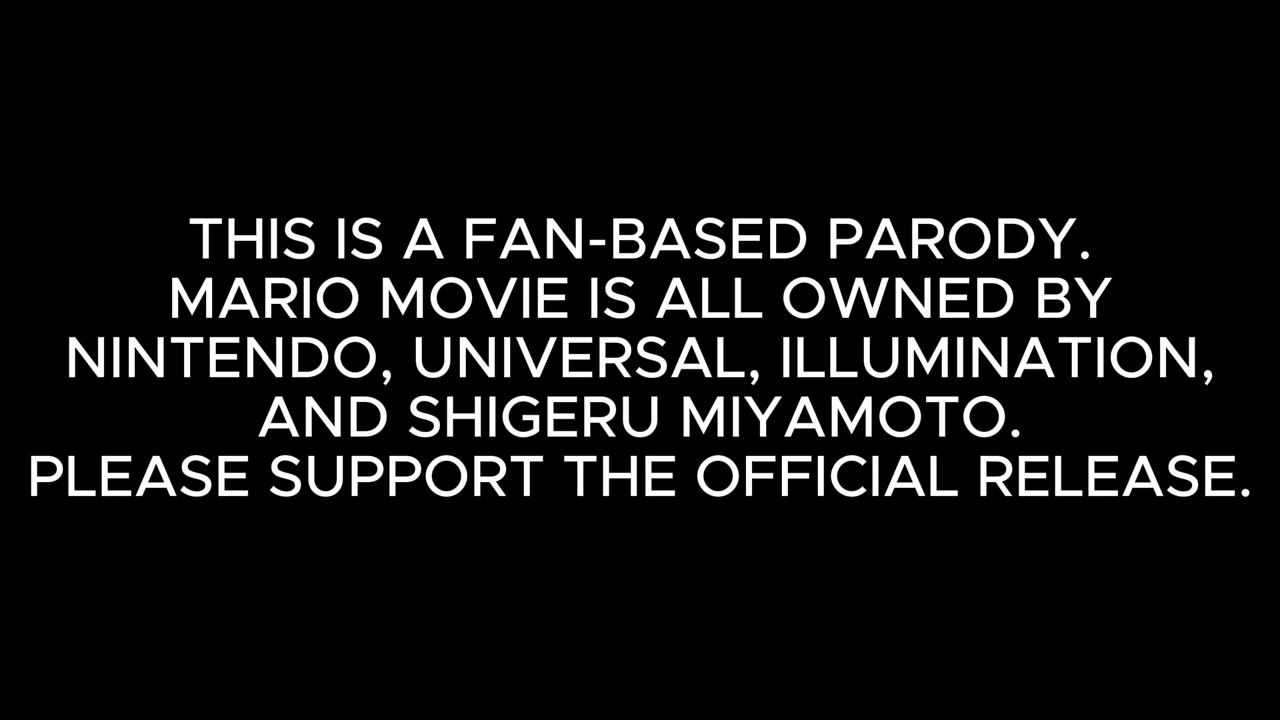 THIS IS A FAN-BASED PARODY.
MARIO MOVIE IS ALL OWNED BY
NINTENDO, UNIVERSAL, ILLUMINATION,
AND SHIGERU MIYAMOTO.
PLEASE SUPPORT THE OFFICIAL RELEASE.